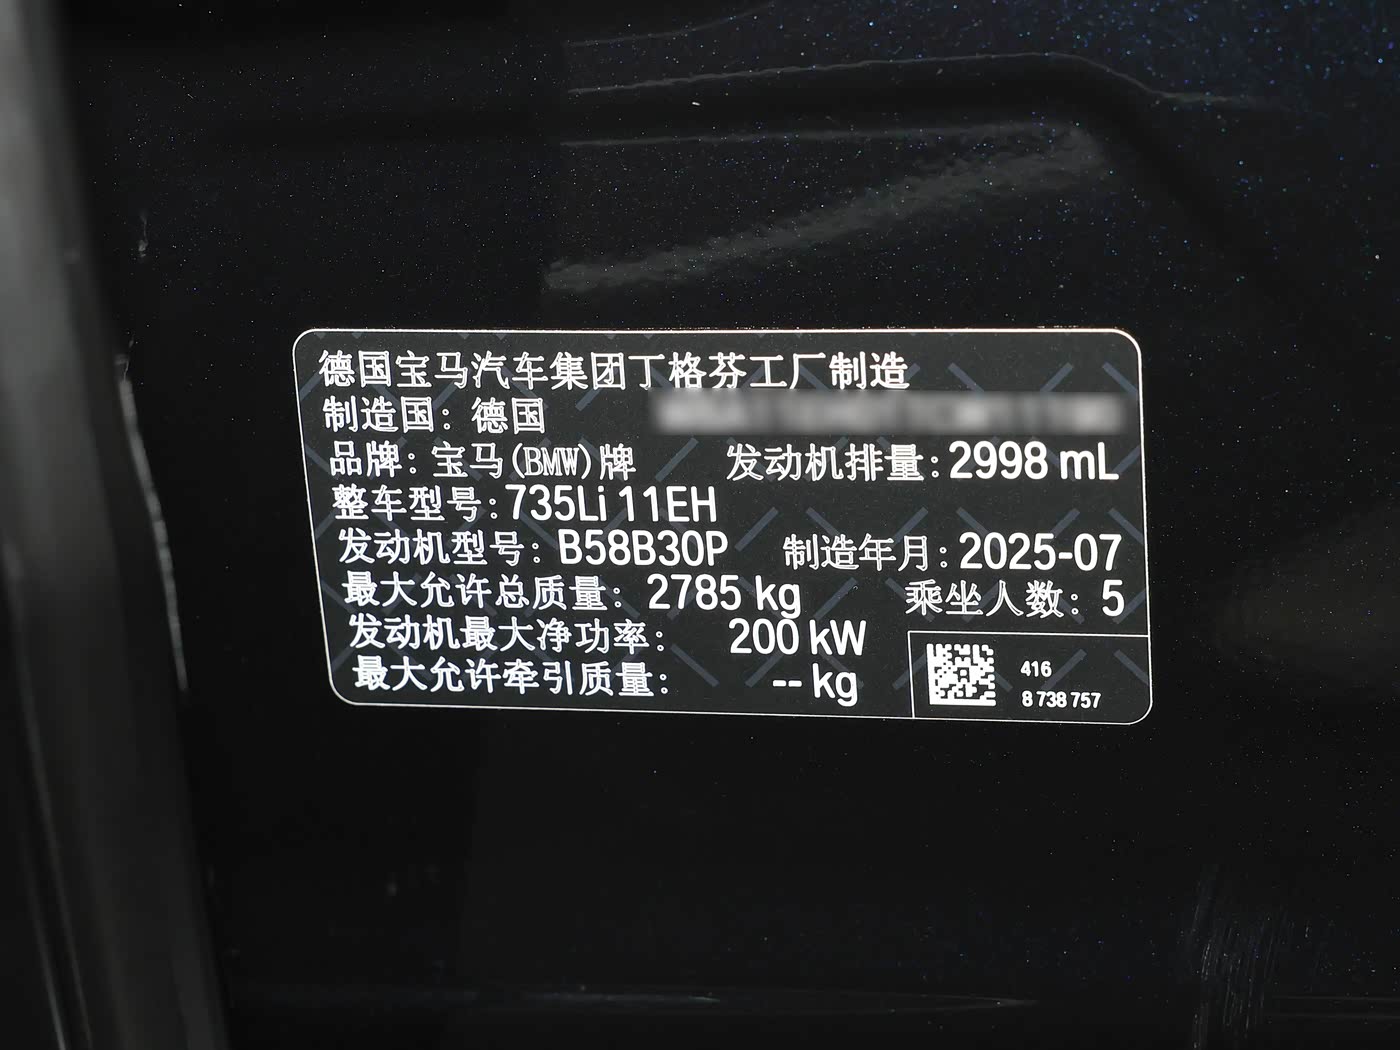 德国宝马汽车集团丁格芬工厂制造
制造国：德国
品牌：宝马(BMW)牌 发动机排量：2998 mL
整车型号：735Li 11EH
发动机型号：B58B30P 制造年月：2025-07
最大允许总质量：2785 kg 乘坐人数：5
发动机最大净功率：200 kW
最大允许牵引质量：-- kg
416
8 738 757